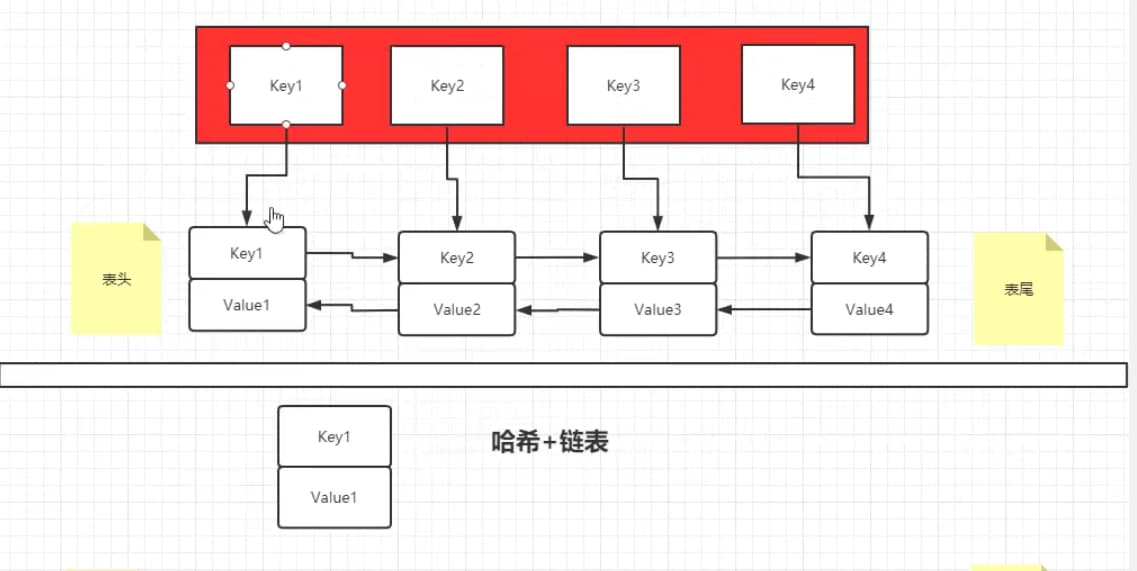 Key1
Key2
Key3
Key4
表头
Key1
Value1
Key2
Value2
Key3
Value3
Key4
Value4
表尾
Key1
Value1
哈希+链表